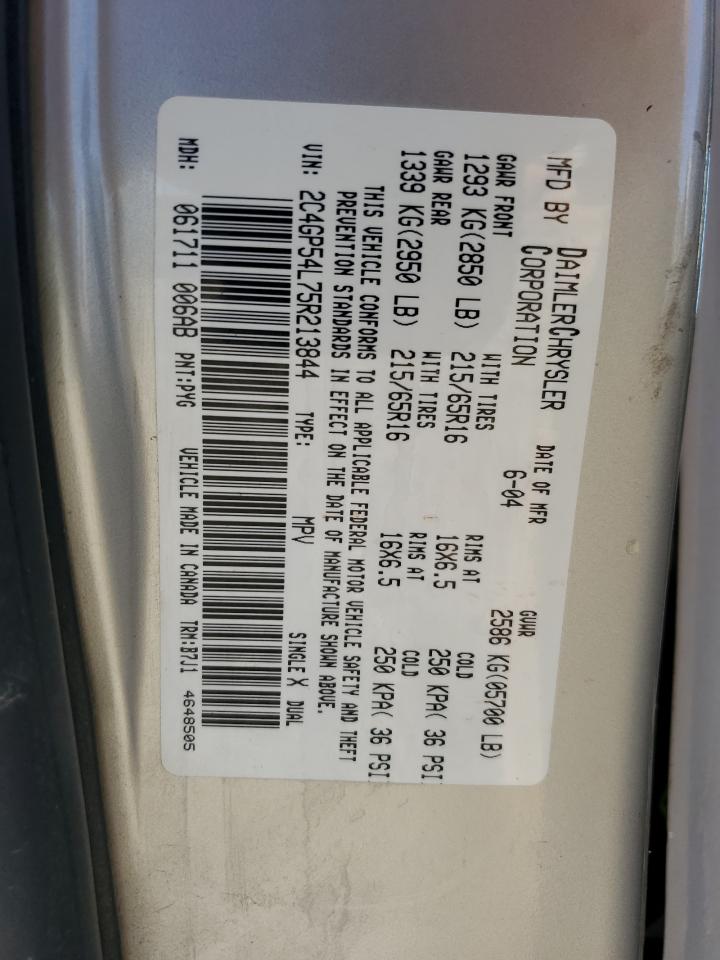 MFD BY DAIMLERCHRYSLER CORPORATION
DATE OF MFR 6-04
GVWR 2586 KG(05700 LB)
GAWR FRONT WITH TIRES RIMS AT COLD
1293 KG(2850 LB) 215/65R16 16X6.5 250 KPA( 36 PSI
GAWR REAR WITH TIRES RIMS AT COLD
1339 KG(2950 LB) 215/65R16 16X6.5 250 KPA( 36 PSI
THIS VEHICLE CONFORMS TO ALL APPLICABLE FEDERAL MOTOR VEHICLE SAFETY AND THEFT
PREVENTION STANDARDS IN EFFECT ON THE DATE OF MANUFACTURE SHOWN ABOVE.
VIN: 2C4GP54L75R213844 TYPE: MPV SINGLE X DUAL
MDH: 061711 006AB PNT:PYG VEHICLE MADE IN CANADA TRM:B7J1 4648505